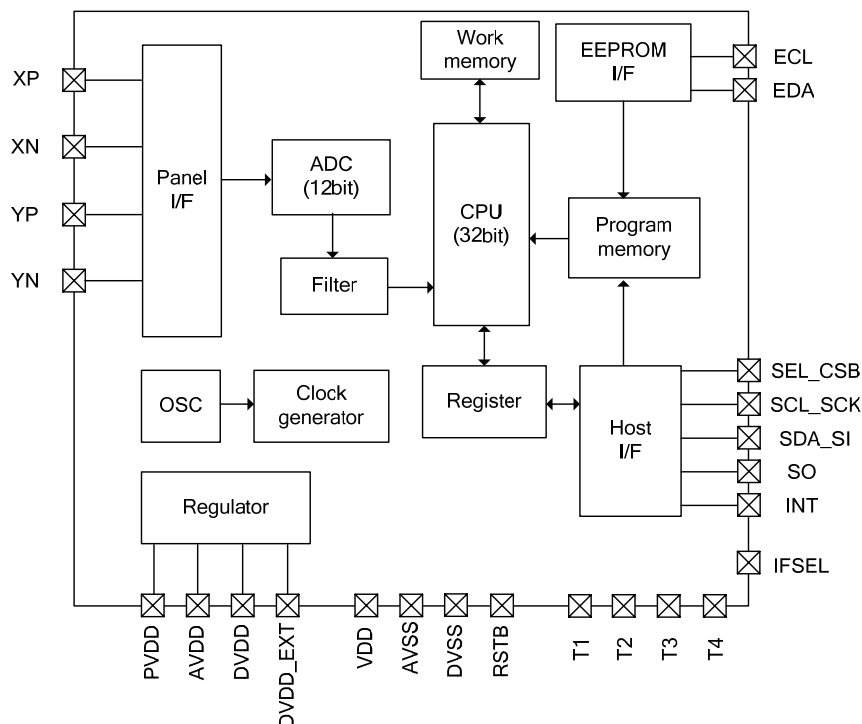 Work
memory
EEPROM
I/F
ECL
EDA
XP
XN
YP
YN
Panel
I/F
ADC
(12bit)
CPU
(32bit)
Program
memory
Filter
OSC
Clock
generator
Register
Host
I/F
SEL_CSB
SCL_SCK
SDA_SI
SO
INT
IFSEL
Regulator
PVDD
AVDD
DVDD
DVDD_EXT
VDD
AVSS
DVSS
RSTB
T1
T2
T3
T4